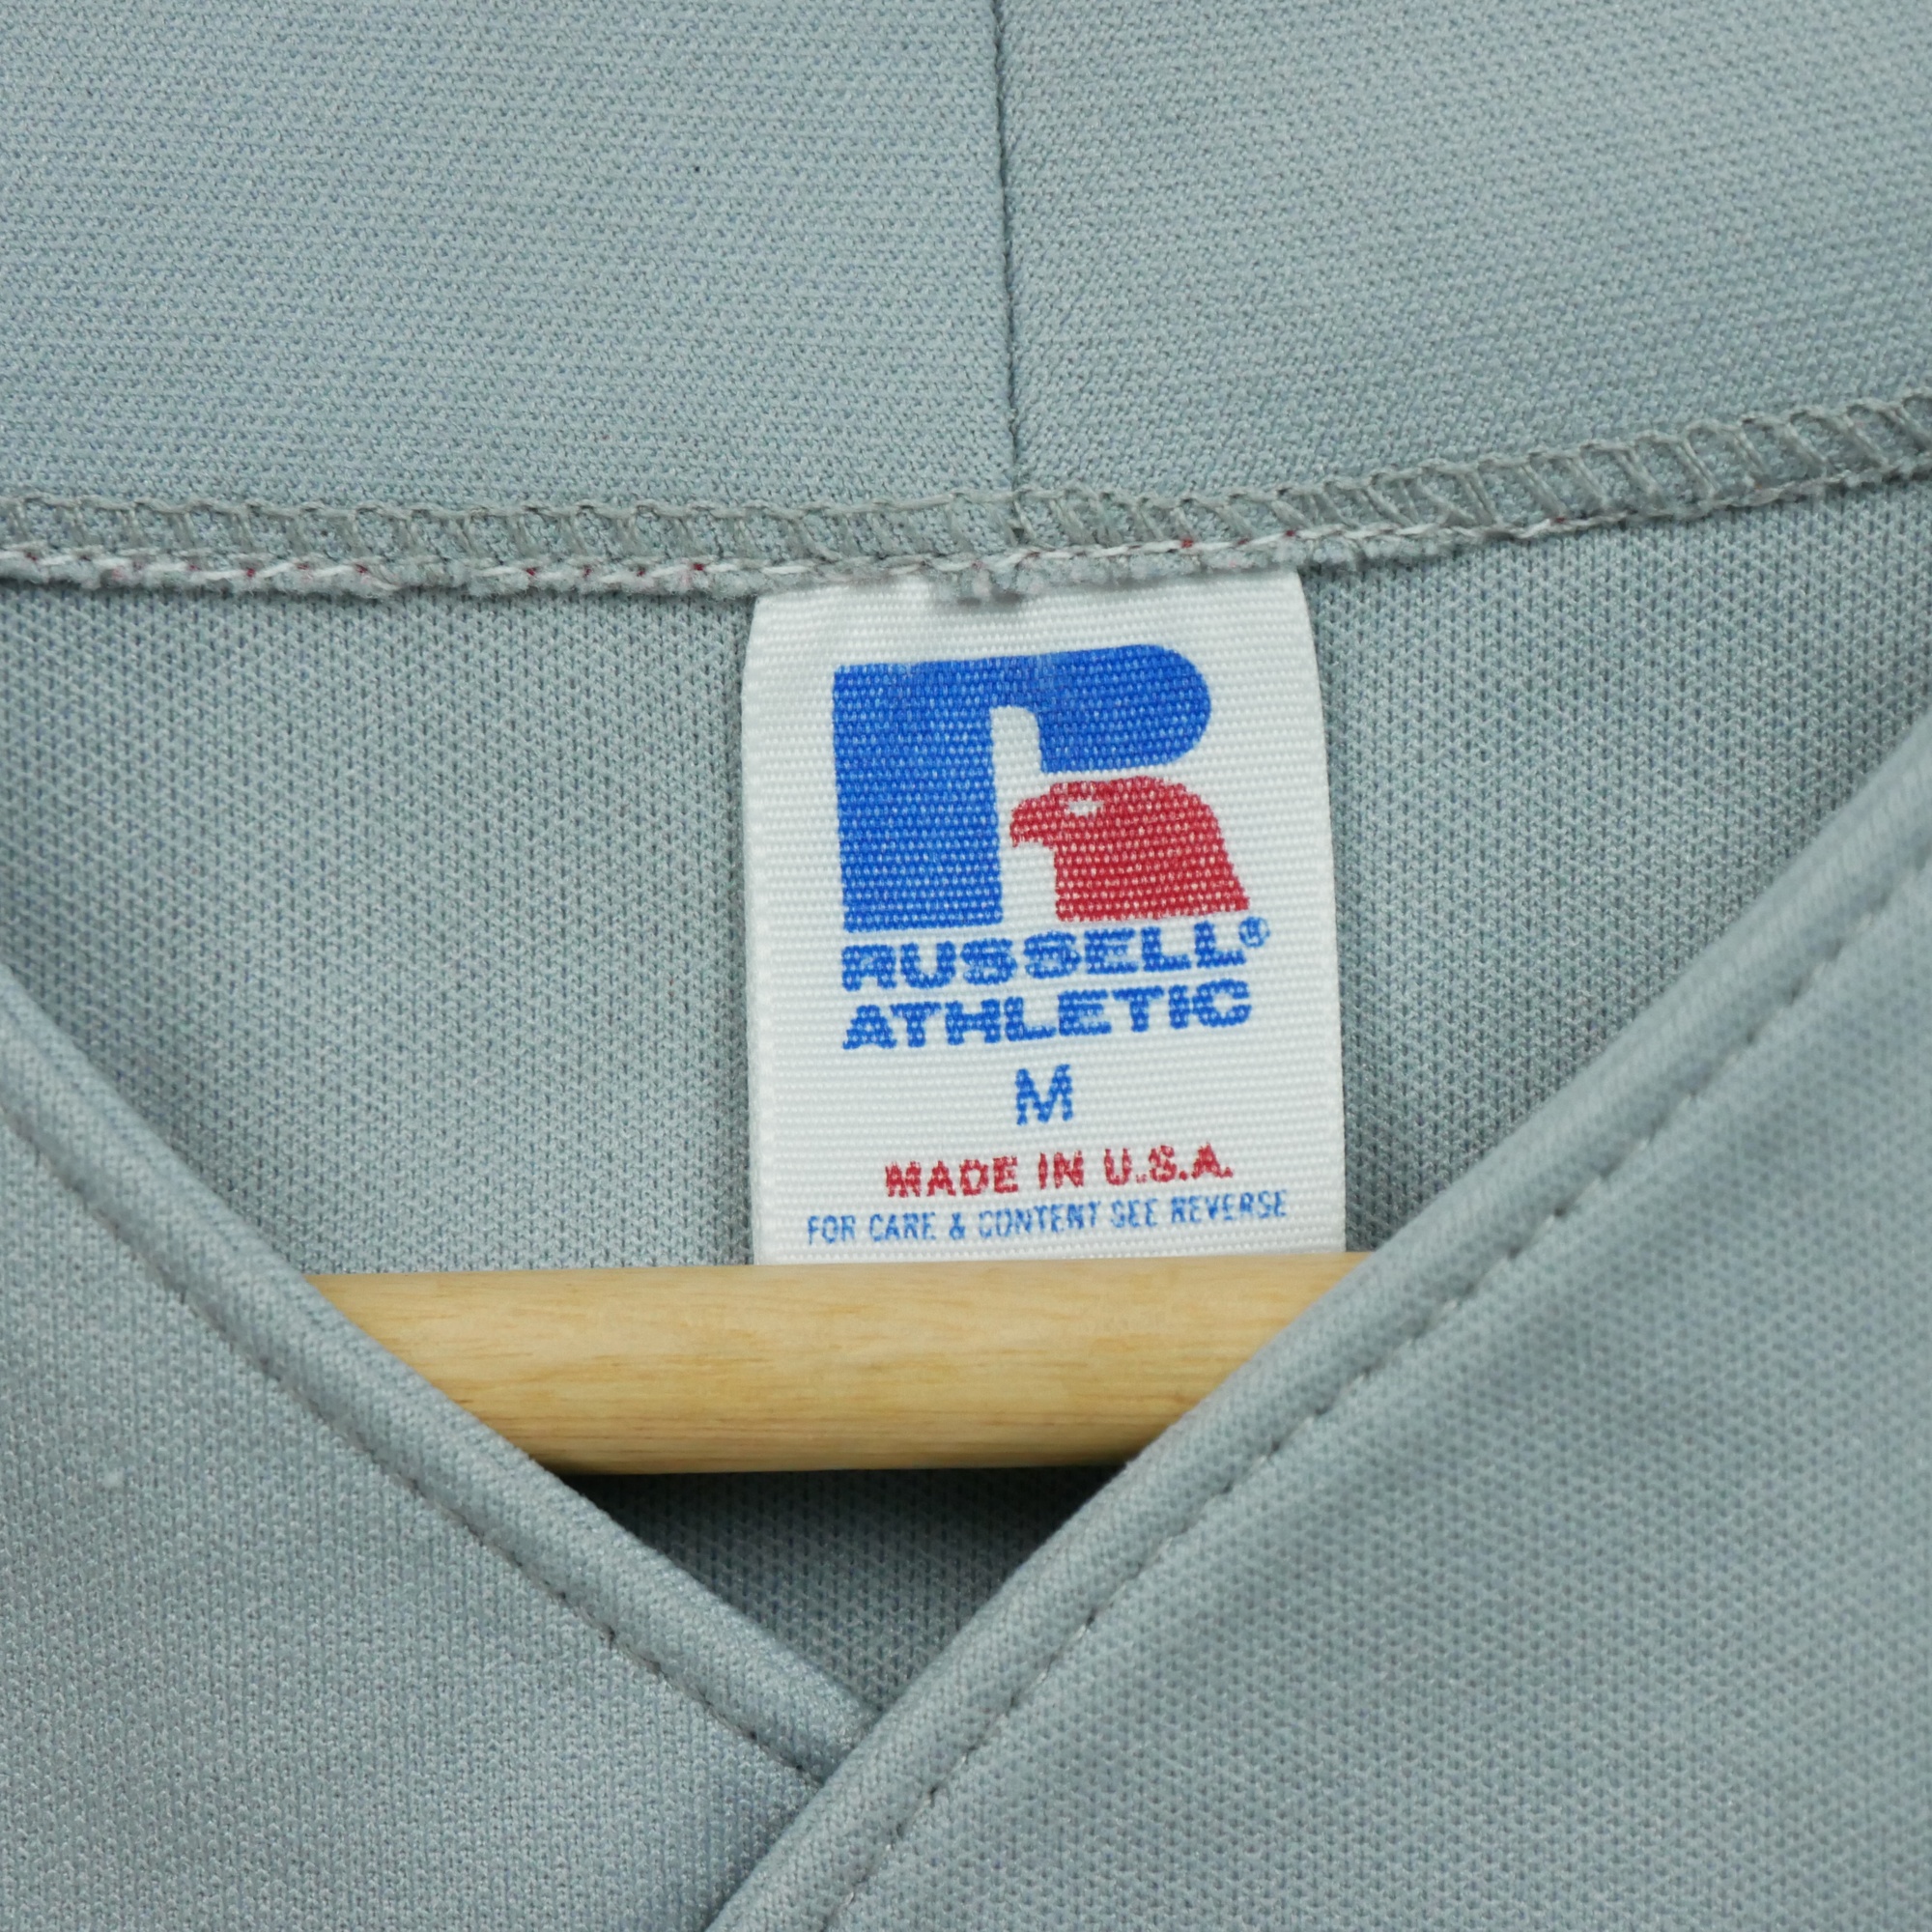 RUSSELL®
ATHLETIC
M
MADE IN U.S.A.
FOR CARE & CONTENT SEE REVERSE